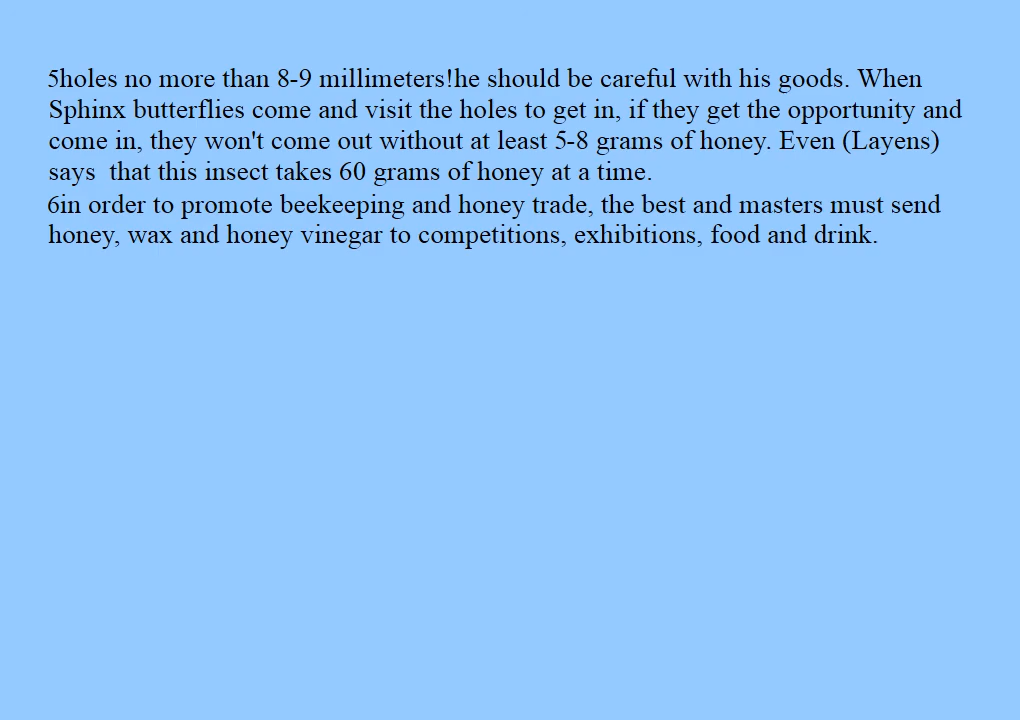 5holes no more than 8-9 millimeters!he should be careful with his goods. When
Sphinx butterflies come and visit the holes to get in, if they get the opportunity and
come in, they won't come out without at least 5-8 grams of honey. Even (Layens)
says  that this insect takes 60 grams of honey at a time.
6in order to promote beekeeping and honey trade, the best and masters must send
honey, wax and honey vinegar to competitions, exhibitions, food and drink.